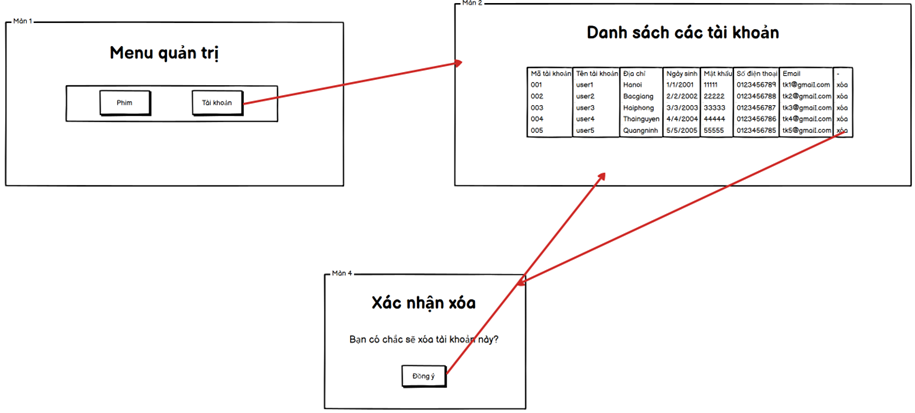 Màn 1
Menu quản trị
Phim
Tài khoản
Màn 2
Danh sách các tài khoản
Mã tài khoản Tên tài khoản Địa chỉ Ngày sinh Mật khẩu Số điện thoại Email -
001 user1 Hanoi 1/1/2001 11111 0123456789 tk1@gmail.com xóa
002 user2 Bacgiang 2/2/2002 22222 0123456788 tk2@gmail.com xóa
003 user3 Haiphong 3/3/2003 33333 0123456787 tk3@gmail.com xóa
004 user4 Thainguyen 4/4/2004 44444 0123456786 tk4@gmail.com xóa
005 user5 Quangninh 5/5/2005 55555 0123456785 tk5@gmail.com xóa
Màn 4
Xác nhận xóa
Bạn có chắc sẽ xóa tài khoản này?
Đồng ý